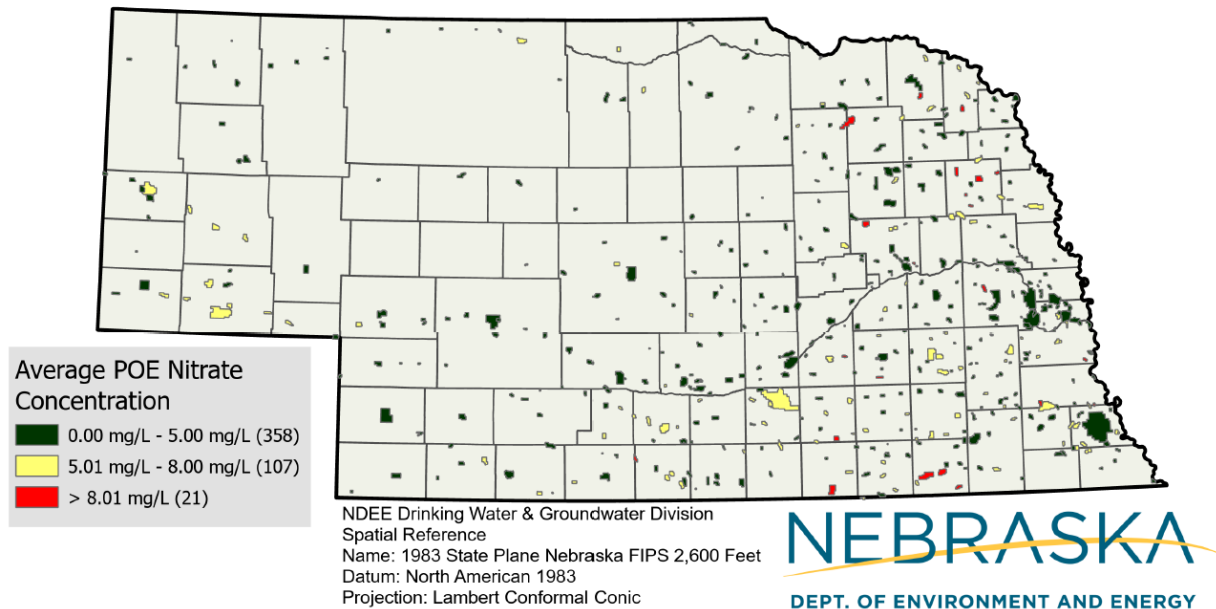 Average POE Nitrate
Concentration
0.00 mg/L - 5.00 mg/L (358)
5.01 mg/L - 8.00 mg/L (107)
> 8.01 mg/L (21)
NDEE Drinking Water & Groundwater Division
Spatial Reference
Name: 1983 State Plane Nebraska FIPS 2,600 Feet
Datum: North American 1983
Projection: Lambert Conformal Conic
NEBRASKA
DEPT. OF ENVIRONMENT AND ENERGY